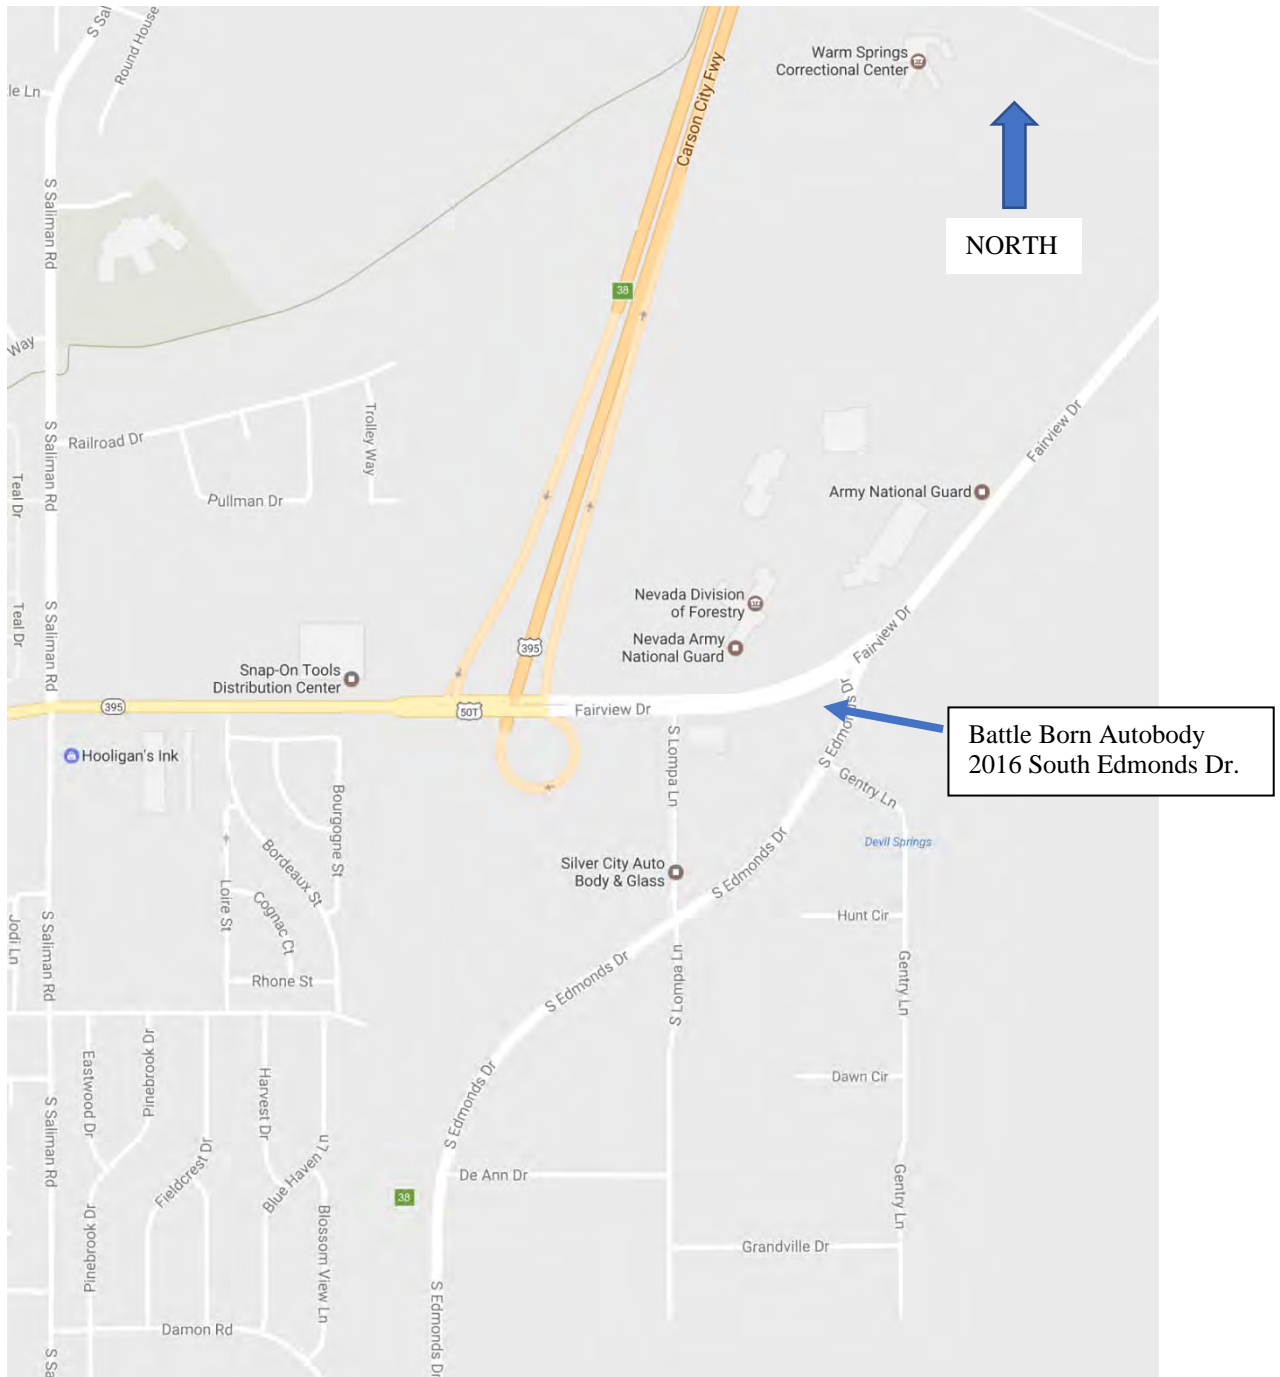 S Sal
Round House
le Ln
Carson City Fwy
Warm Springs
Correctional Center
NORTH
S Saliman Rd
38
Way
S Saliman Rd
Railroad Dr
Trolley Way
Teal Dr
Pullman Dr
Fairview Dr
Army National Guard
Nevada Division
of Forestry
Teal Dr
S Saliman Rd
395
Nevada Army
National Guard
Fairview Dr
Snap-On Tools
Distribution Center
395
50T
Fairview Dr
S Edmonds Dr
Battle Born Autobody
2016 South Edmonds Dr.
Hooligan's Ink
S Lompa Ln
Gentry Ln
Bourgogne St
Devil Springs
Bordeaux St
Silver City Auto
Body & Glass
S Edmonds Dr
Loire St
Cognac Ct
Hunt Cir
Jodi Ln
S Saliman Rd
Rhone St
S Edmonds Dr
S Lompa Ln
Gentry Ln
Eastwood Dr
Pinebrook Dr
Harvest Dr
S Edmonds Dr
Dawn Cir
S Saliman Rd
Fieldcrest Dr
Blue Haven Ln
De Ann Dr
Gentry Ln
38
Pinebrook Dr
Blossom View Ln
Grandville Dr
Damon Rd
S Edmonds Dr
S Sa